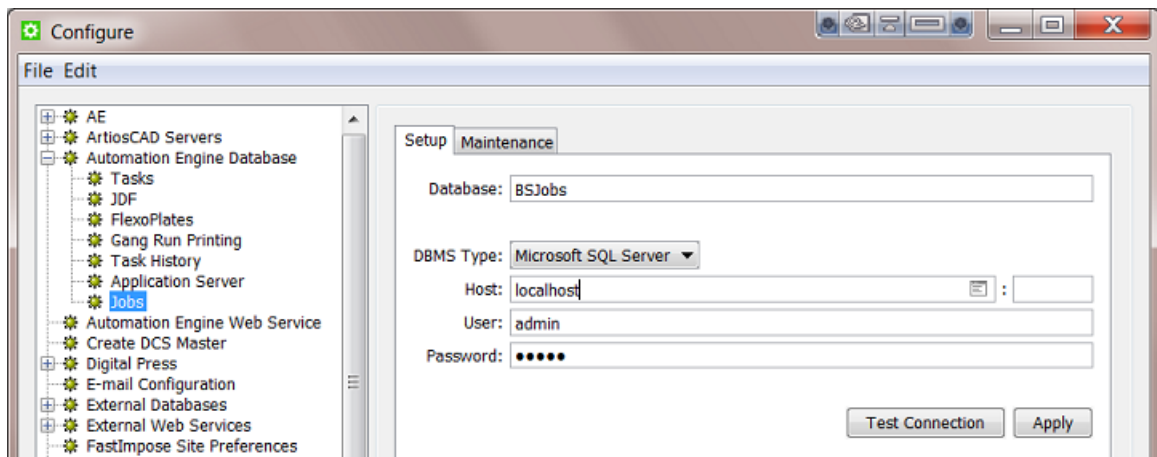 Configure
File Edit
AE
ArtiosCAD Servers
Automation Engine Database
Tasks
JDF
FlexoPlates
Gang Run Printing
Task History
Application Server
Jobs
Automation Engine Web Service
Create DCS Master
Digital Press
E-mail Configuration
External Databases
External Web Services
FastImpose Site Preferences
Setup Maintenance
Database: BSJobs
DBMS Type: Microsoft SQL Server
Host: localhost :
User: admin
Password: •••••
Test Connection Apply